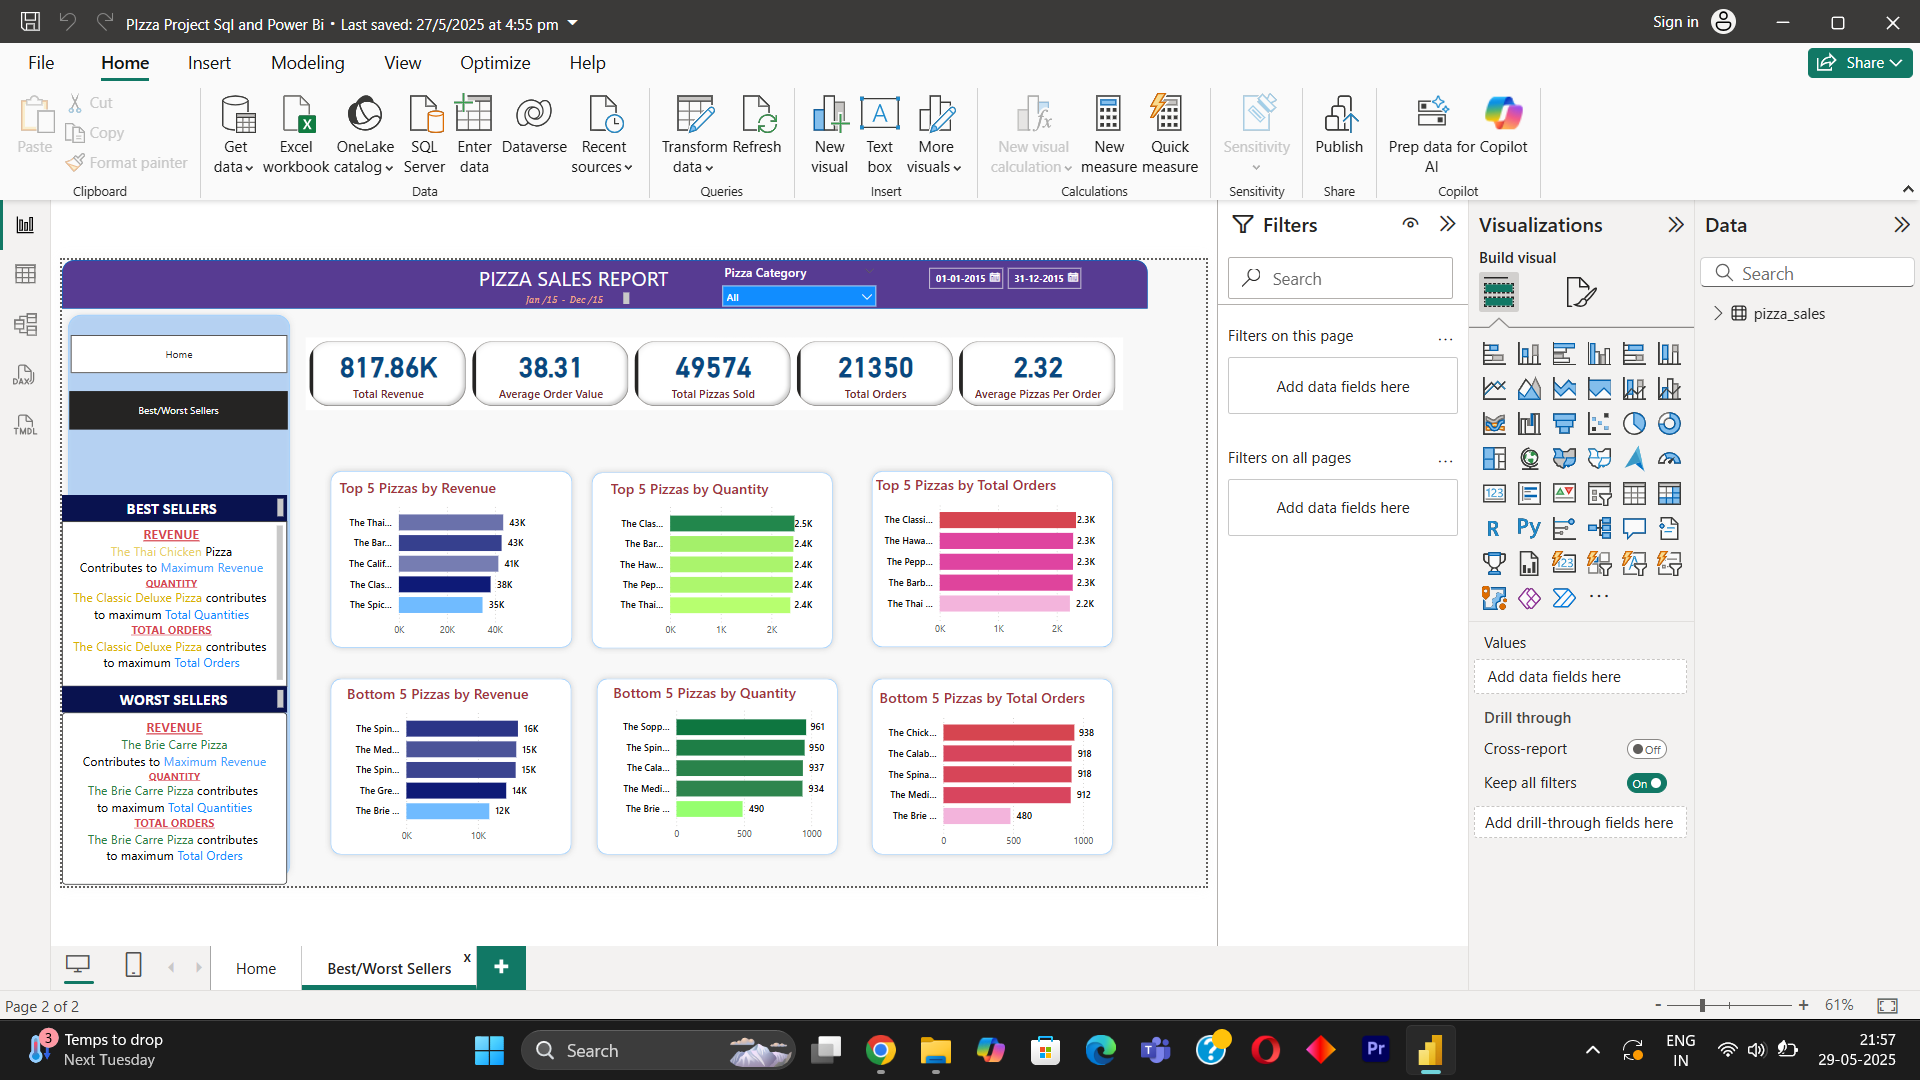 PIzza Project Sql and Power Bi • Last saved: 27/5/2025 at 4:55 pm
Sign in
File
Home
Insert
Modeling
View
Optimize
Help
Share
Paste
Cut
Copy
Format painter
Clipboard
Get data
Excel workbook
OneLake catalog
SQL Server
Enter data
Dataverse
Recent sources
Data
Transform data
Refresh
Queries
New visual
Text box
More visuals
Insert
New visual calculation
New measure
Quick measure
Calculations
Sensitivity
Sensitivity
Publish
Share
Prep data for AI
Copilot
Copilot
DAX
TMDL
PIZZA SALES REPORT
Jan /15 - Dec /15
Pizza Category
All
01-01-2015
31-12-2015
Home
Best/Worst Sellers
817.86K
Total Revenue
38.31
Average Order Value
49574
Total Pizzas Sold
21350
Total Orders
2.32
Average Pizzas Per Order
BEST SELLERS
REVENUE
The Thai Chicken Pizza
Contributes to Maximum Revenue
QUANTITY
The Classic Deluxe Pizza contributes
to maximum Total Quantities
TOTAL ORDERS
The Classic Deluxe Pizza contributes
to maximum Total Orders
WORST SELLERS
REVENUE
The Brie Carre Pizza
Contributes to Maximum Revenue
QUANTITY
The Brie Carre Pizza contributes
to maximum Total Quantities
TOTAL ORDERS
The Brie Carre Pizza contributes
to maximum Total Orders
Top 5 Pizzas by Revenue
The Thai... 43K
The Bar... 43K
The Calif... 41K
The Clas... 38K
The Spic... 35K
0K 20K 40K
Top 5 Pizzas by Quantity
The Clas... 2.5K
The Bar... 2.4K
The Haw... 2.4K
The Pep... 2.4K
The Thai... 2.4K
0K 1K 2K
Top 5 Pizzas by Total Orders
The Classi... 2.3K
The Hawa... 2.3K
The Pepp... 2.3K
The Barb... 2.3K
The Thai ... 2.2K
0K 1K 2K
Bottom 5 Pizzas by Revenue
The Spin... 16K
The Med... 15K
The Spin... 15K
The Gre... 14K
The Brie ... 12K
0K 10K
Bottom 5 Pizzas by Quantity
The Sopp... 961
The Spin... 950
The Cala... 937
The Medi... 934
The Brie ... 490
0 500 1000
Bottom 5 Pizzas by Total Orders
The Chick... 938
The Calab... 918
The Spina... 918
The Medi... 912
The Brie ... 480
0 500 1000
Filters
Search
Filters on this page ...
Add data fields here
Filters on all pages ...
Add data fields here
Visualizations
Build visual
123
R
Py
123
...
Values
Add data fields here
Drill through
Cross-report
Off
Keep all filters
On
Add drill-through fields here
Data
Search
pizza_sales
Home
Best/Worst Sellers
x
+
Page 2 of 2
- + 61%
3
Temps to drop
Next Tuesday
Search
Pr
ENG
IN
21:57
29-05-2025